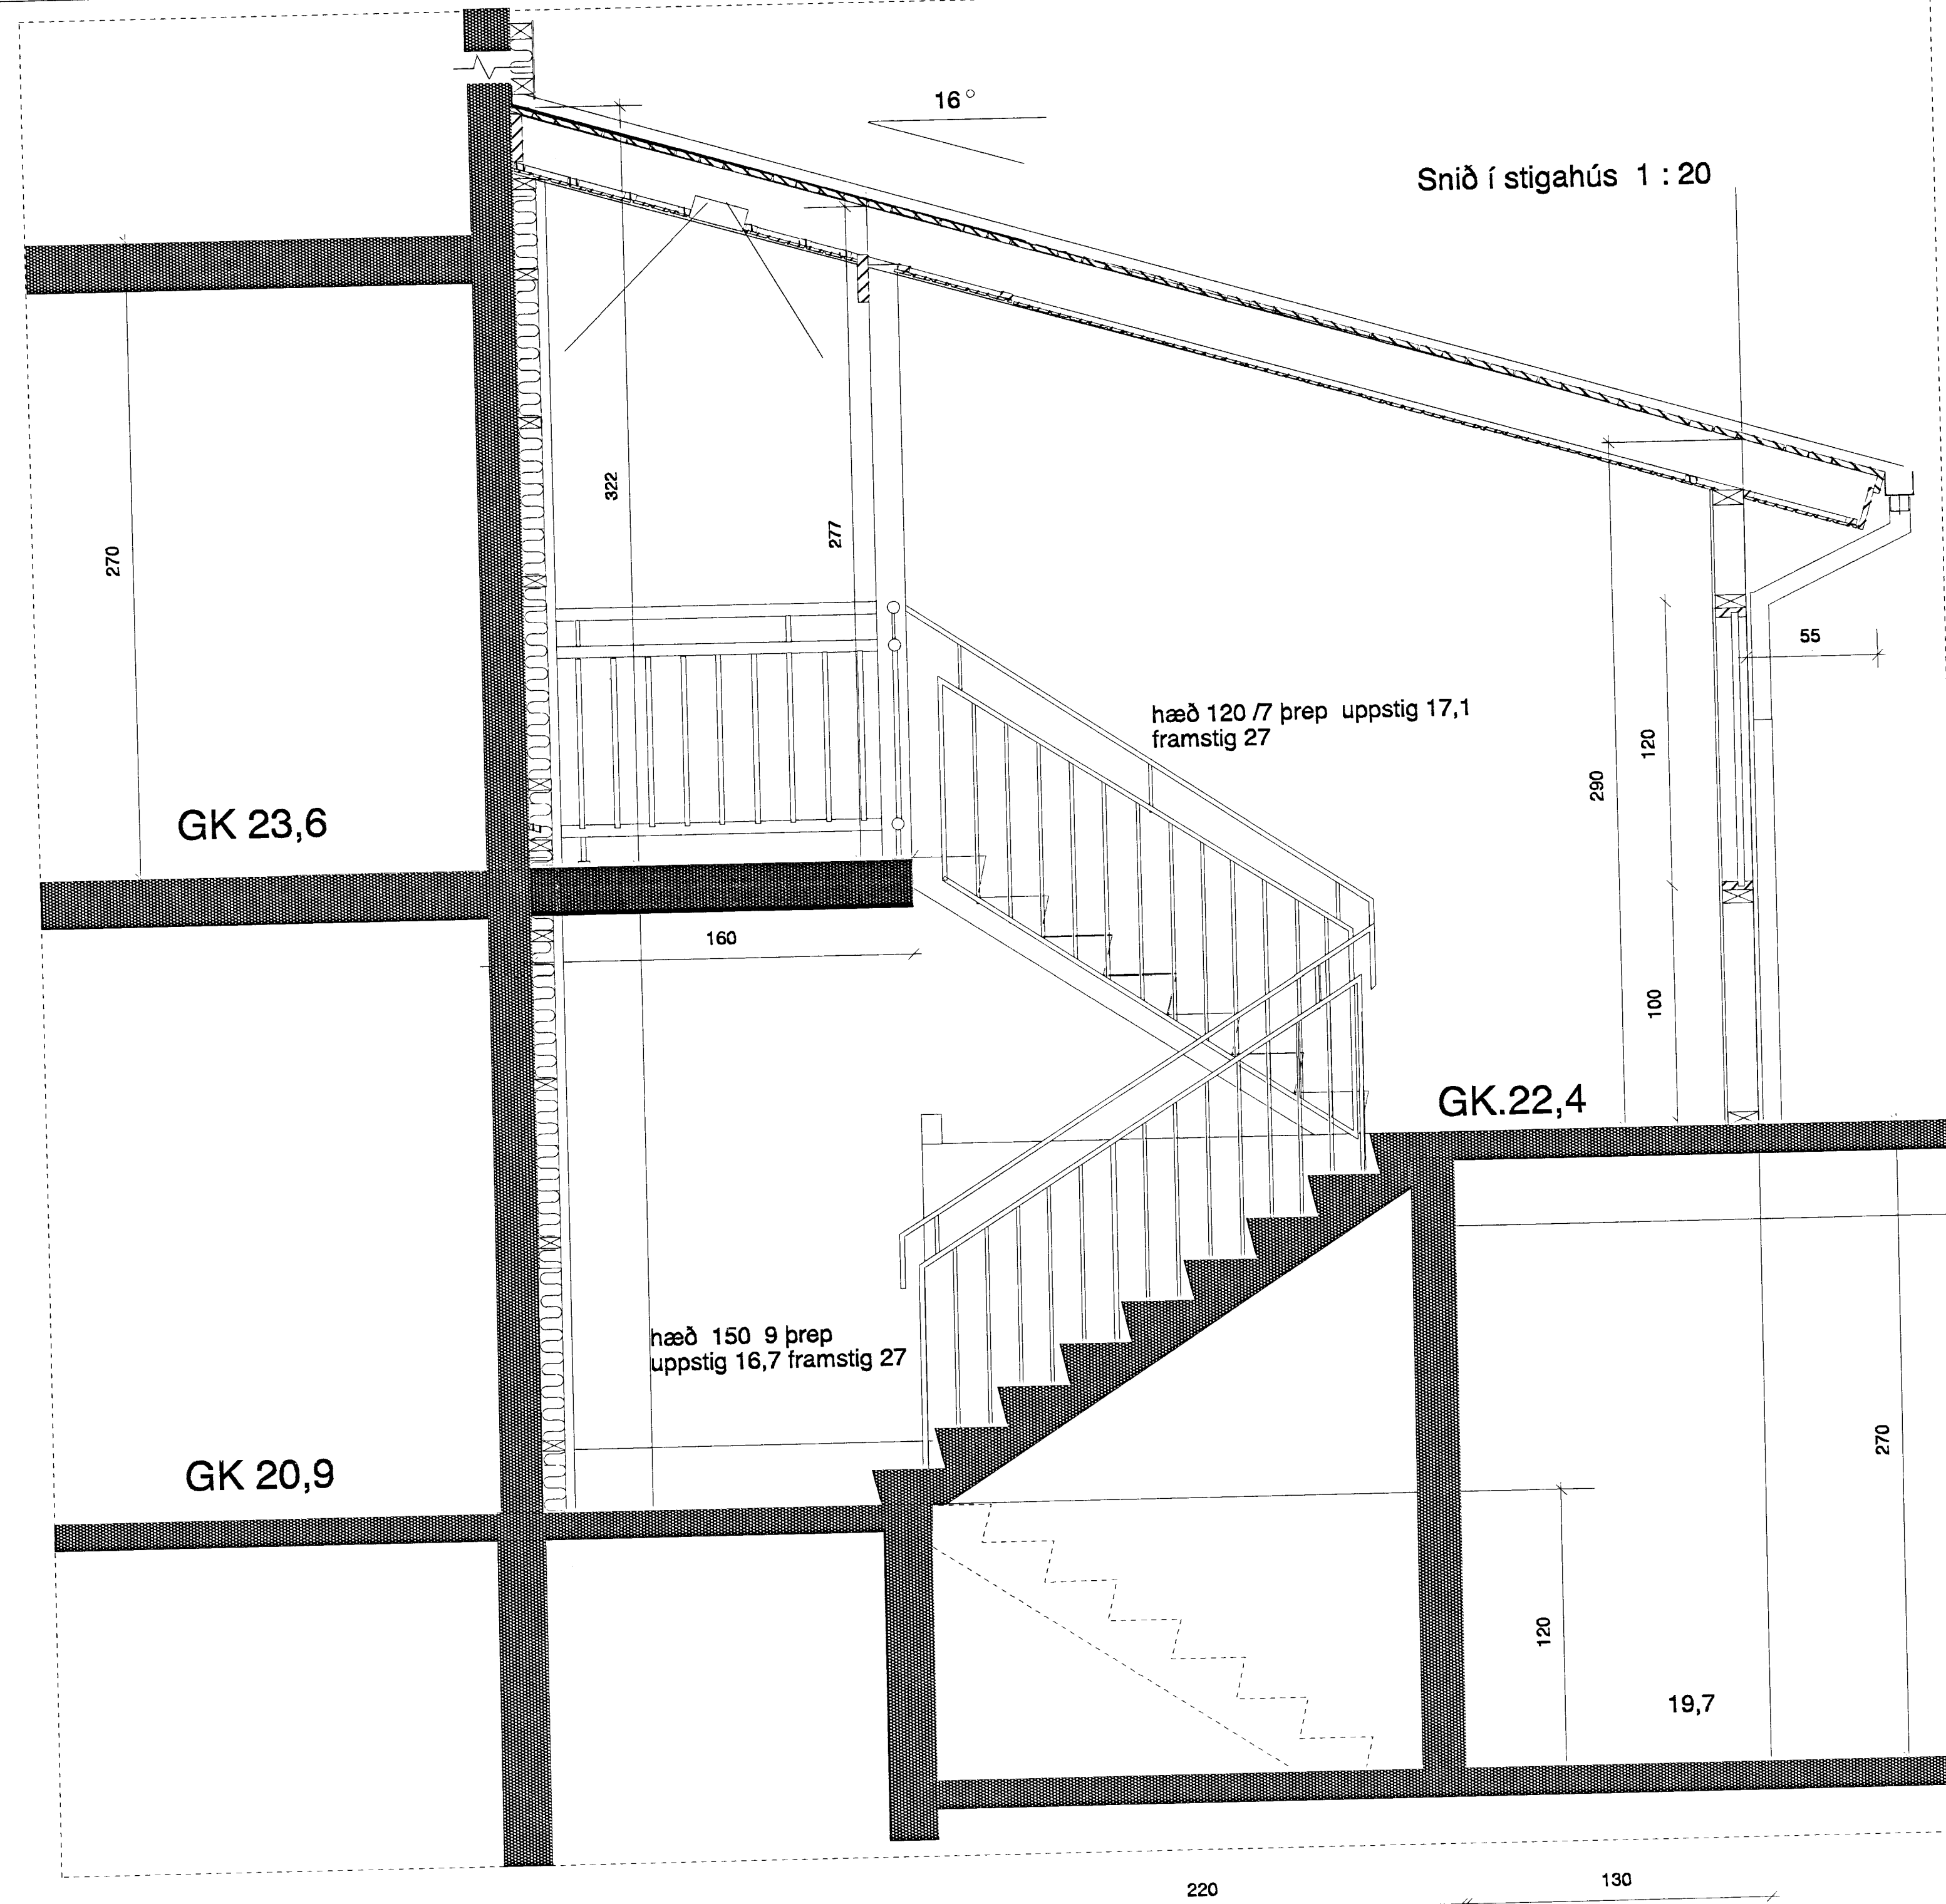 16°
Snið í stigahús 1 : 20
322
277
270
55
hæð 120 /7 þrep uppstig 17,1
framstig 27
120
290
GK 23,6
160
100
GK.22,4
hæð 150 9 þrep
uppstig 16,7 framstig 27
270
GK 20,9
120
19,7
220
130